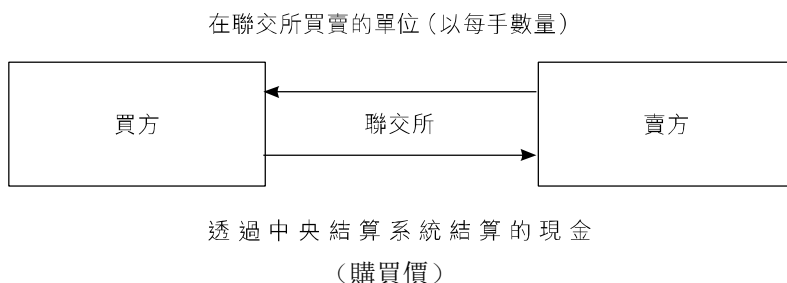 在聯交所買賣的單位（以每手數量）
買方
聯交所
賣方
透過中央結算系統結算的現金
（購買價）